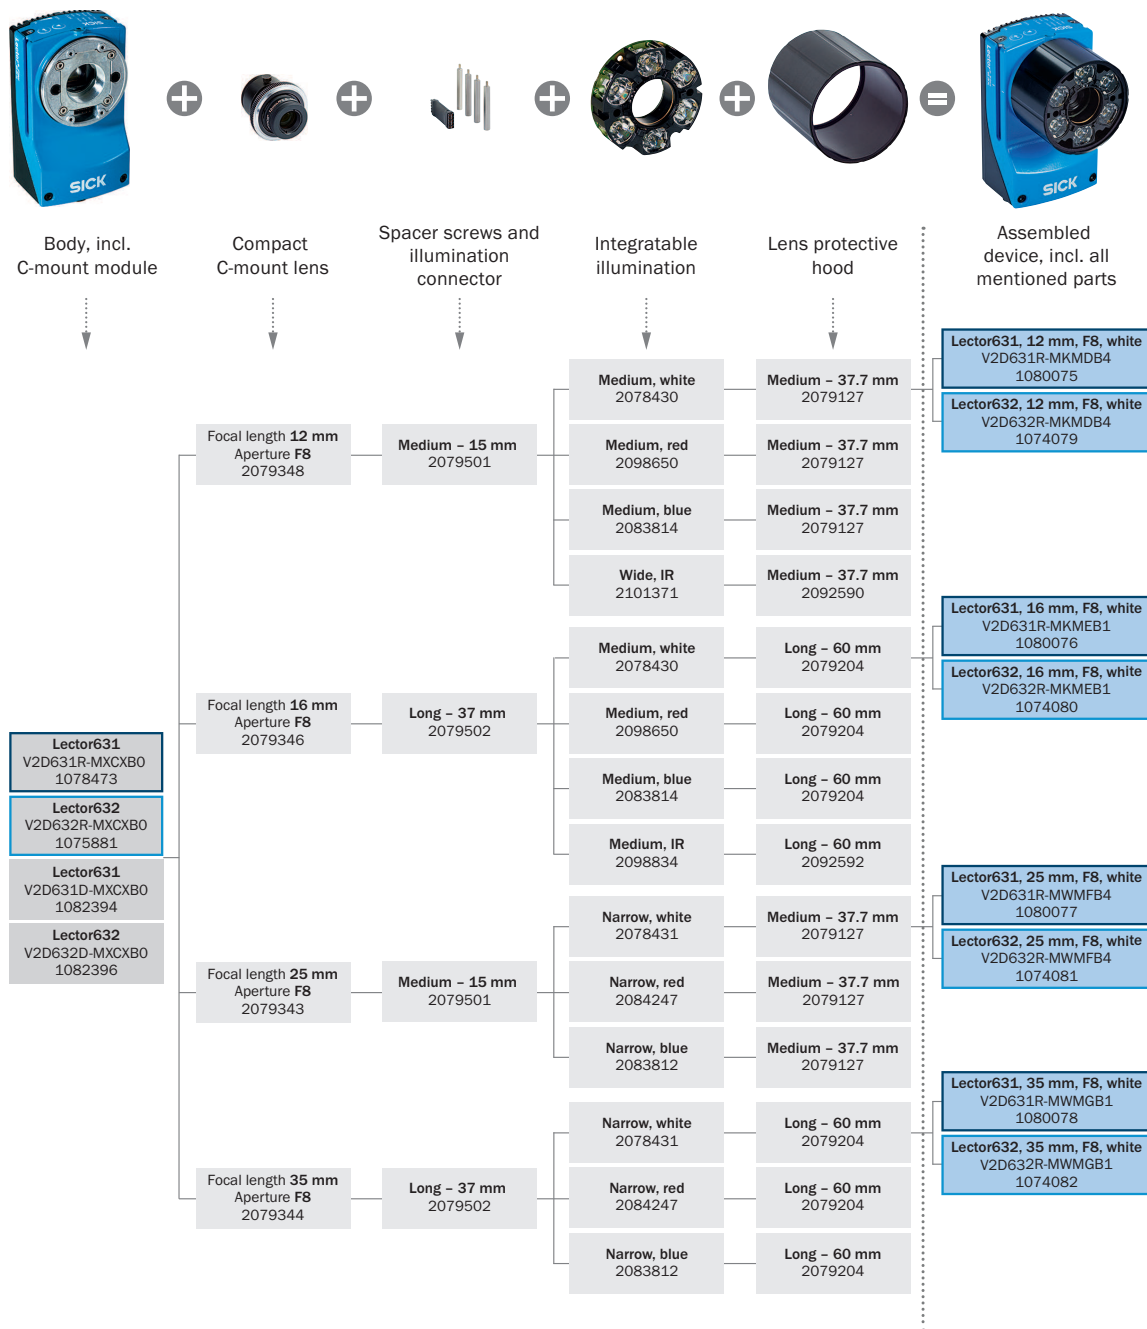 SICK
SICK
Body, incl.
C-mount module
Compact
C-mount lens
Spacer screws and
illumination
connector
Integratable
illumination
Lens protective
hood
Assembled
device, incl. all
mentioned parts
Lector631
V2D631R-MXCXB0
1078473
Lector632
V2D632R-MXCXB0
1075881
Lector631
V2D631D-MXCXB0
1082394
Lector632
V2D632D-MXCXB0
1082396
Focal length 12 mm
Aperture F8
2079348
Medium – 15 mm
2079501
Medium, white
2078430
Medium – 37.7 mm
2079127
Medium, red
2098650
Medium – 37.7 mm
2079127
Medium, blue
2083814
Medium – 37.7 mm
2079127
Wide, IR
2101371
Medium – 37.7 mm
2092590
Lector631, 12 mm, F8, white
V2D631R-MKMDB4
1080075
Lector632, 12 mm, F8, white
V2D632R-MKMDB4
1074079
Focal length 16 mm
Aperture F8
2079346
Long – 37 mm
2079502
Medium, white
2078430
Long – 60 mm
2079204
Medium, red
2098650
Long – 60 mm
2079204
Medium, blue
2083814
Long – 60 mm
2079204
Medium, IR
2098834
Long – 60 mm
2092592
Lector631, 16 mm, F8, white
V2D631R-MKMEB1
1080076
Lector632, 16 mm, F8, white
V2D632R-MKMEB1
1074080
Focal length 25 mm
Aperture F8
2079343
Medium – 15 mm
2079501
Narrow, white
2078431
Medium – 37.7 mm
2079127
Narrow, red
2084247
Medium – 37.7 mm
2079127
Narrow, blue
2083812
Medium – 37.7 mm
2079127
Lector631, 25 mm, F8, white
V2D631R-MWMFB4
1080077
Lector632, 25 mm, F8, white
V2D632R-MWMFB4
1074081
Focal length 35 mm
Aperture F8
2079344
Long – 37 mm
2079502
Narrow, white
2078431
Long – 60 mm
2079204
Narrow, red
2084247
Long – 60 mm
2079204
Narrow, blue
2083812
Long – 60 mm
2079204
Lector631, 35 mm, F8, white
V2D631R-MWMGB1
1080078
Lector632, 35 mm, F8, white
V2D632R-MWMGB1
1074082